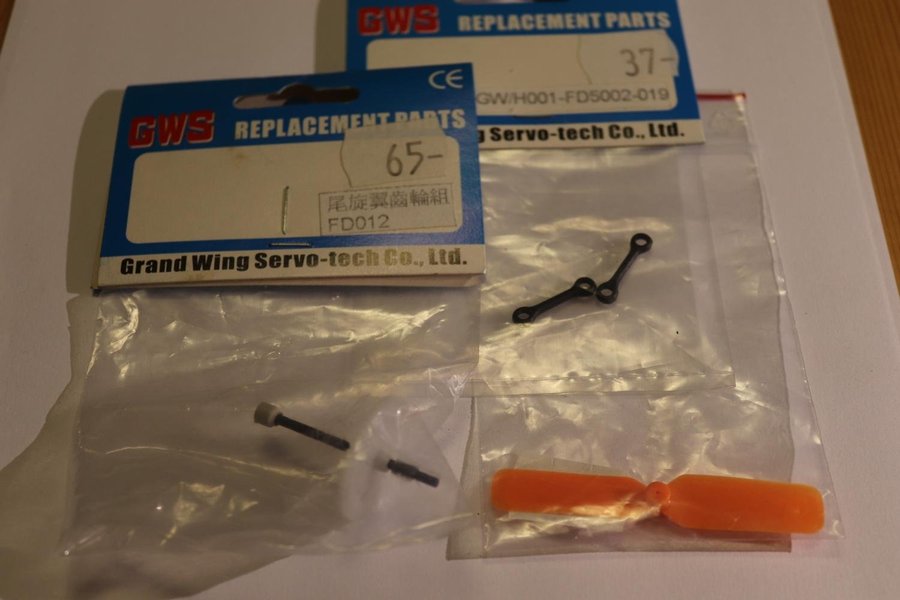 GWS REPLACEMENT PARTS
37-
GW/H001-FD5002-019
g Servo-tech Co., Ltd.
CE
GWS REPLACEMENT PARTS
65-
尾旋翼齒輪組
FD012
Grand Wing Servo-tech Co., Ltd.